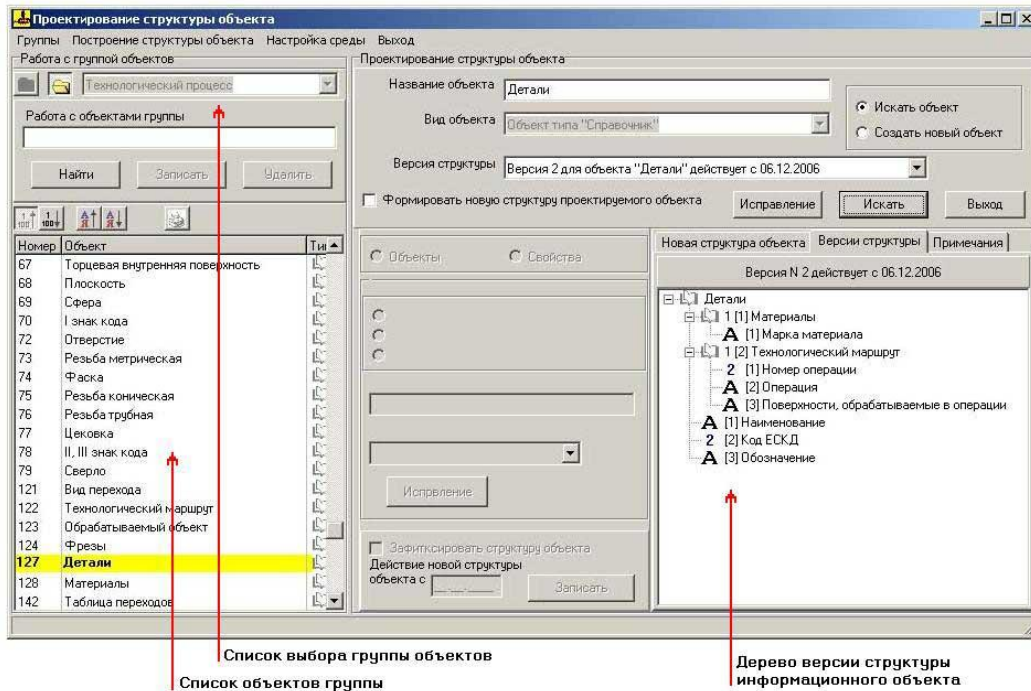 Проектирование структуры объекта
Группы Построение структуры объекта Настройка среды Выход
Работа с группой объектов
Технологический процесс
Работа с объектами группы
Найти Записать Удалить
Номер Объект Тип
67 Торцевая внутренняя поверхность
68 Плоскость
69 Сфера
70 I знак кода
72 Отверстие
73 Резьба метрическая
74 Фаска
75 Резьба коническая
76 Резьба трубная
77 Цековка
78 II, III знак кода
79 Сверло
121 Вид перехода
122 Технологический маршрут
123 Обрабатываемый объект
124 Фрезы
127 Детали
128 Материалы
142 Таблица переходов
Проектирование структуры объекта
Название объекта Детали
Вид объекта Объект типа "Справочник"
Версия структуры Версия 2 для объекта "Детали" действует с 06.12.2006
Искать объект
Создать новый объект
Формировать новую структуру проектируемого объекта Исправление Искать Выход
Объекты Свойства
Испрвление
Зафитксировать структуру объекта
Действие новой структуры
объекта с __.__.____ Записать
Новая структура объекта Версии структуры Примечания
Версия N 2 действует с 06.12.2006
Детали
1 [1] Материалы
A [1] Марка материала
1 [2] Технологический маршрут
2 [1] Номер операции
A [2] Операция
A [3] Поверхности, обрабатываемые в операции
A [1] Наименование
2 [2] Код ЕСКД
A [3] Обозначение
Список выбора группы объектов
Список объектов группы
Дерево версии структуры
информационного объекта